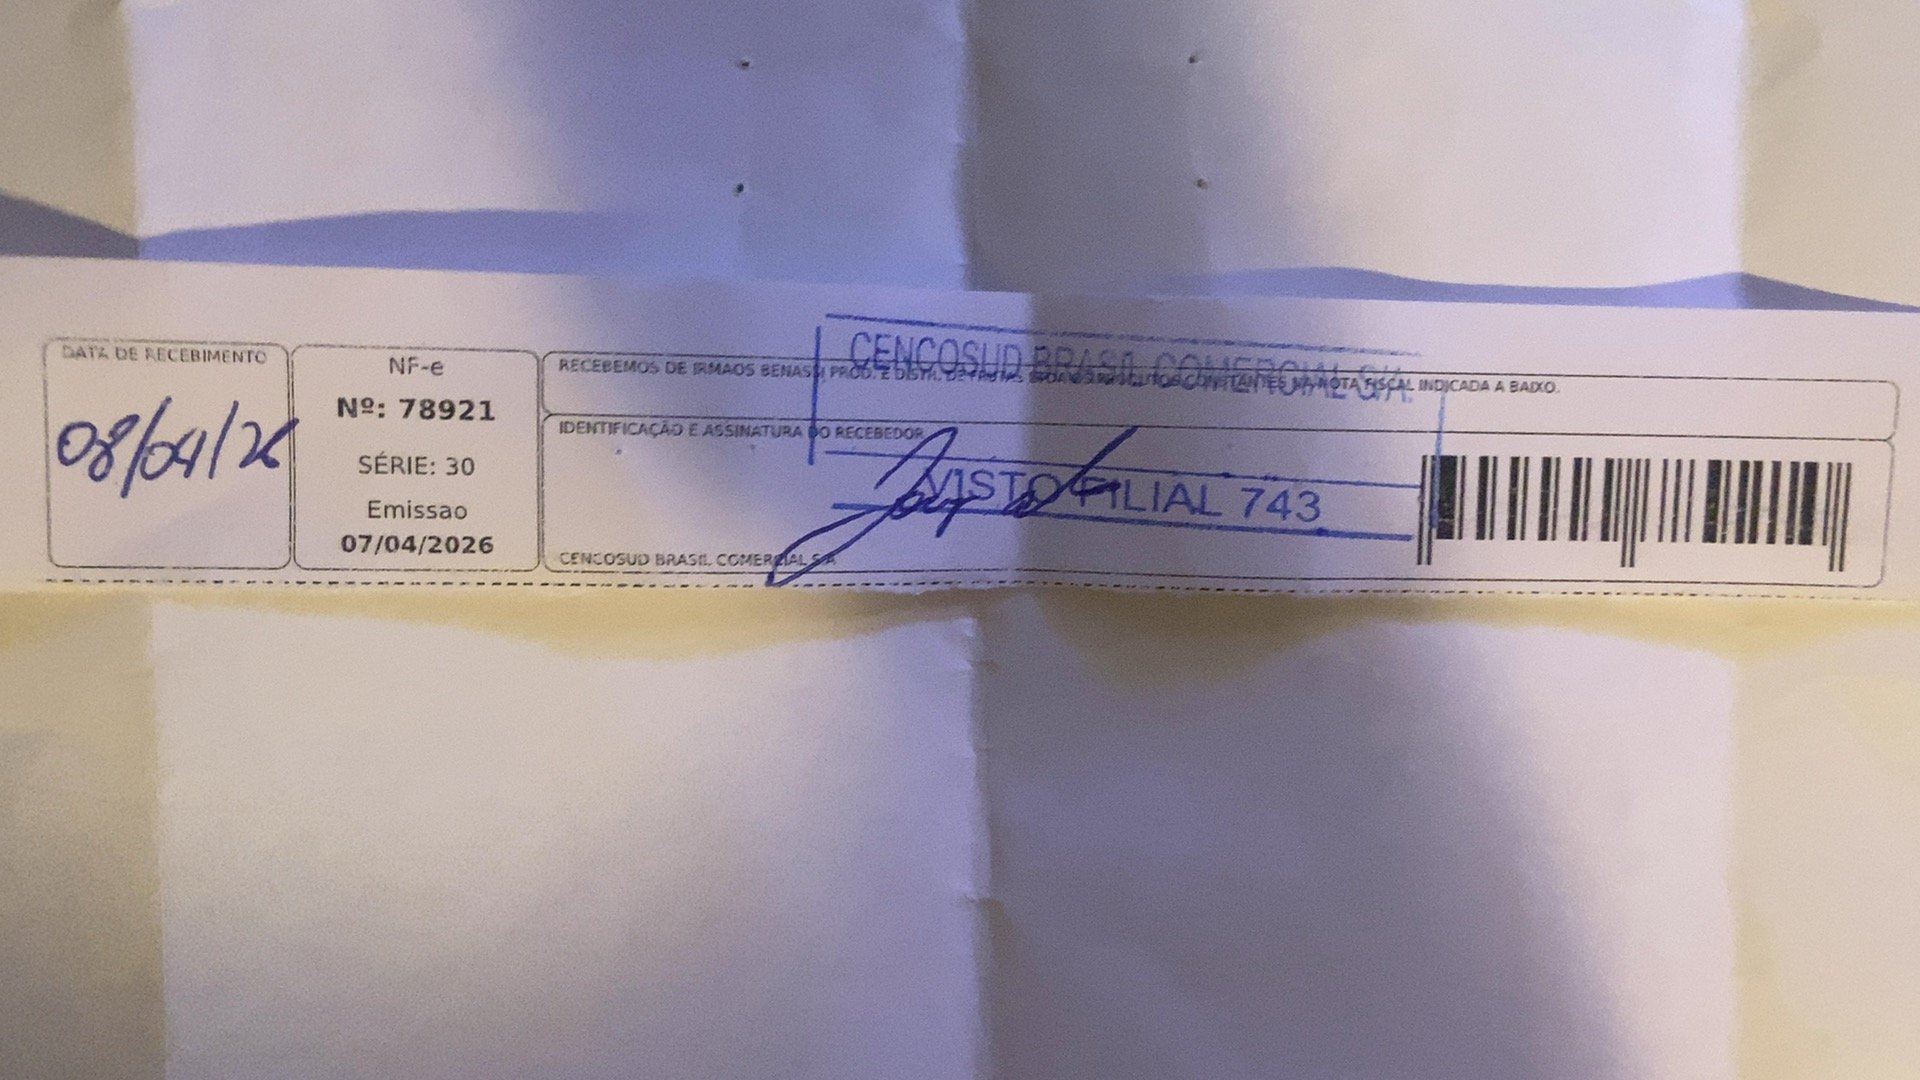 DATA DE RECEBIMENTO
08/04/26
NF-e
Nº: 78921
SÉRIE: 30
Emissao
07/04/2026
RECEBEMOS DE IRMAOS BENASSI PROD. E DISTR. DE FRUTAS OS PRODUTOS CONSTANTES NA NOTA FISCAL INDICADA A BAIXO.
CENCOSUD BRASIL COMERCIAL S/A.
IDENTIFICAÇÃO E ASSINATURA DO RECEBEDOR
VISTO FILIAL 743
CENCOSUD BRASIL COMERCIAL S/A